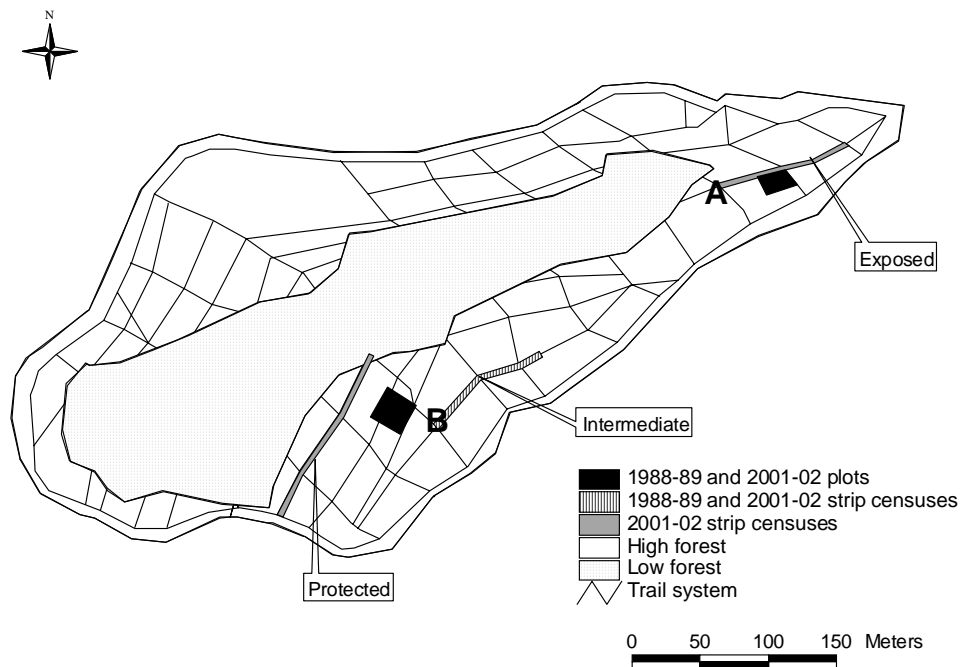 N
A
Exposed
B
Intermediate
Protected
1988-89 and 2001-02 plots
1988-89 and 2001-02 strip censuses
2001-02 strip censuses
High forest
Low forest
Trail system
0 50 100 150 Meters